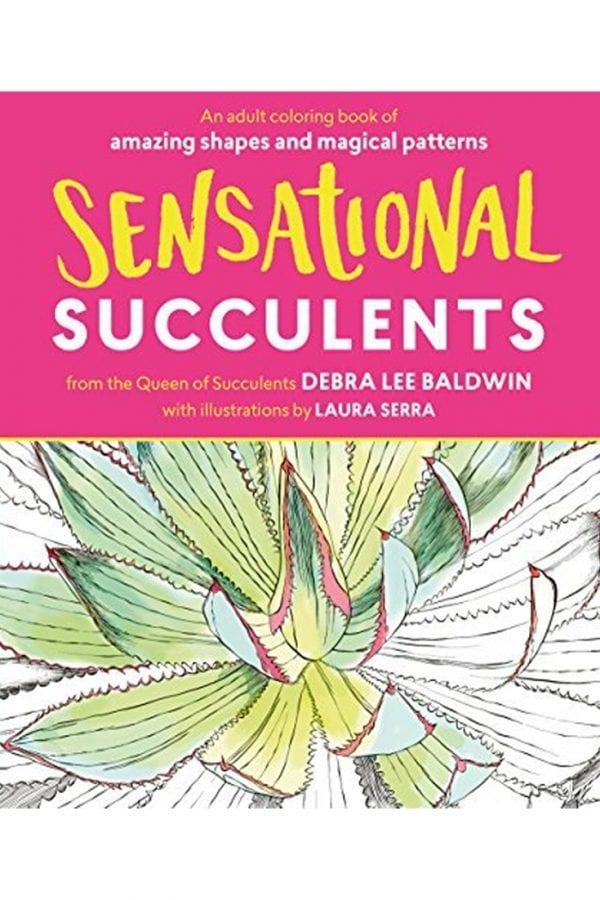 An adult coloring book of
amazing shapes and magical patterns
SENSATIONAL
SUCCULENTS
from the Queen of Succulents DEBRA LEE BALDWIN
with illustrations by LAURA SERRA